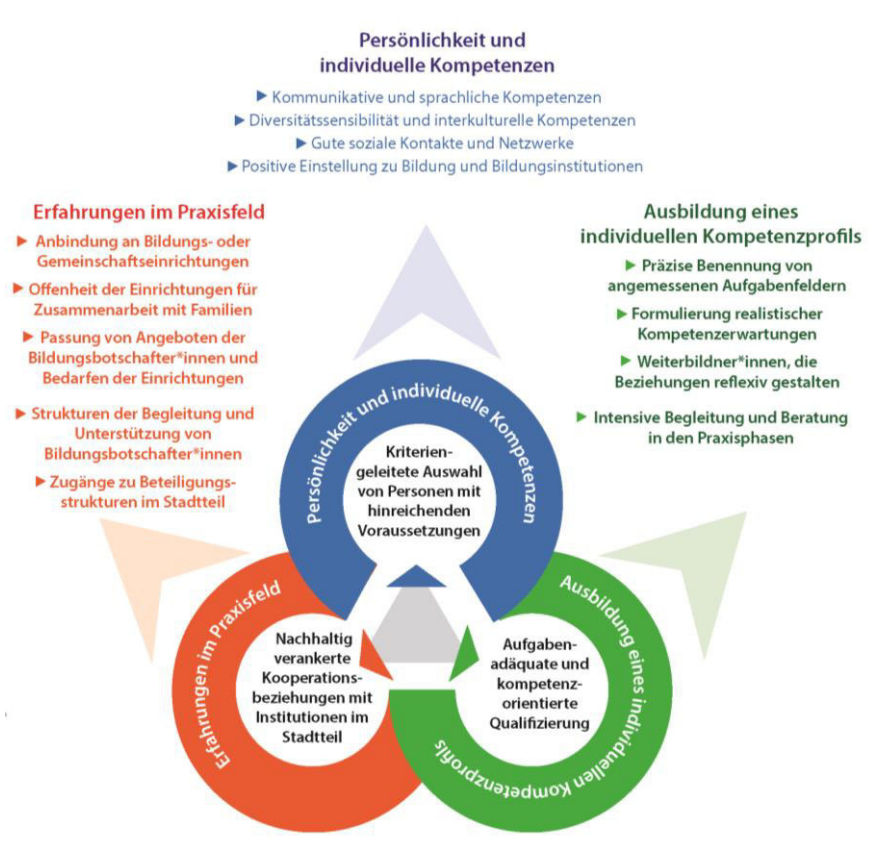 Persönlichkeit und
individuelle Kompetenzen
► Kommunikative und sprachliche Kompetenzen
► Diversitätssensibilität und interkulturelle Kompetenzen
► Gute soziale Kontakte und Netzwerke
► Positive Einstellung zu Bildung und Bildungsinstitutionen
Erfahrungen im Praxisfeld
► Anbindung an Bildungs- oder
Gemeinschaftseinrichtungen
► Offenheit der Einrichtungen für
Zusammenarbeit mit Familien
► Passung von Angeboten der
Bildungsbotschafter*innen und
Bedarfen der Einrichtungen
► Strukturen der Begleitung und
Unterstützung von
Bildungsbotschafter*innen
► Zugänge zu Beteiligungs-
strukturen im Stadtteil
Ausbildung eines
individuellen Kompetenzprofils
► Präzise Benennung von
angemessenen Aufgabenfeldern
► Formulierung realistischer
Kompetenzerwartungen
► Weiterbildner*innen, die
Beziehungen reflexiv gestalten
► Intensive Begleitung und Beratung
in den Praxisphasen
Persönlichkeit und individuelle Kompetenzen
Kriterien-
geleitete Auswahl
von Personen mit
hinreichenden
Voraussetzungen
Erfahrungen im Praxisfeld
Nachhaltig
verankerte
Kooperations-
beziehungen mit
Institutionen im
Stadtteil
Ausbildung eines individuellen Kompetenzprofils
Aufgaben-
adäquate und
kompetenz-
orientierte
Qualifizierung